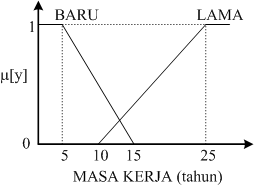 BARU LAMA
1
μ[y]
0
5 10 15 25
MASA KERJA (tahun)